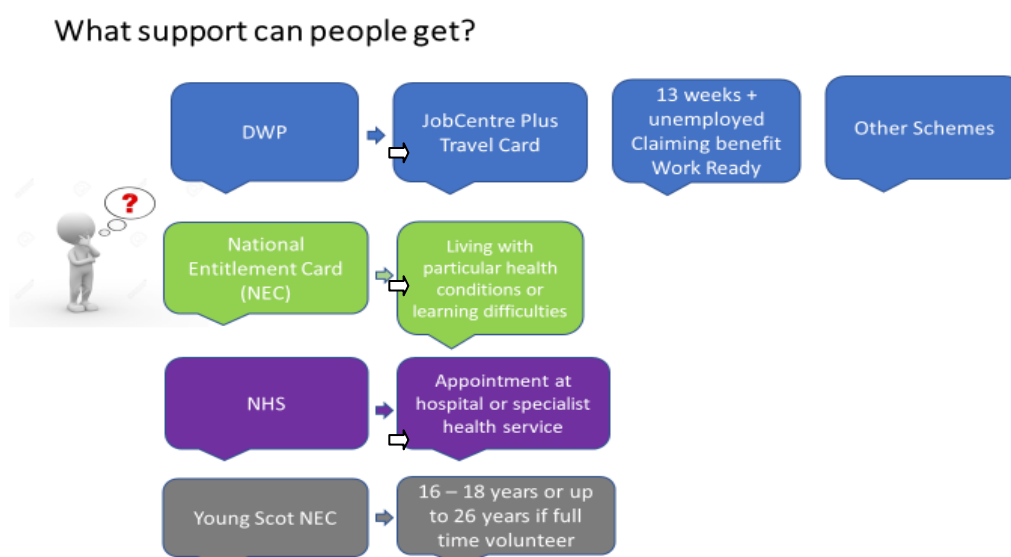 What support can people get?
DWP
JobCentre Plus
Travel Card
13 weeks +
unemployed
Claiming benefit
Work Ready
Other Schemes
?
National
Entitlement Card
(NEC)
Living with
particular health
conditions or
learning difficulties
NHS
Appointment at
hospital or specialist
health service
Young Scot NEC
16 – 18 years or up
to 26 years if full
time volunteer